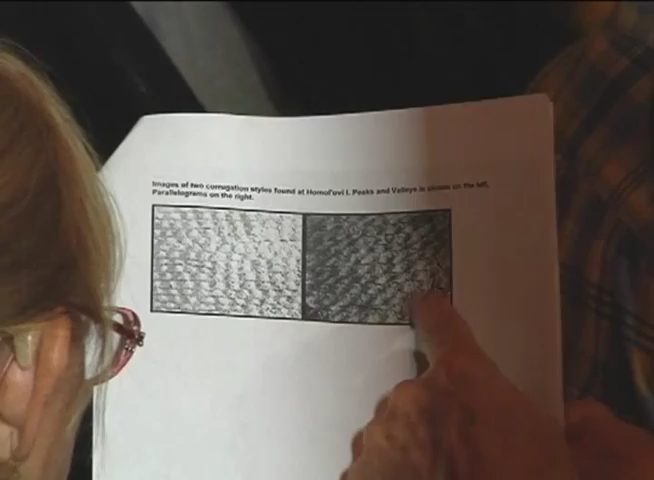 Images of two corrugation styles found at Homol'ovi I. Peaks and Valleys is shown on the left,
Parallelograms on the right.